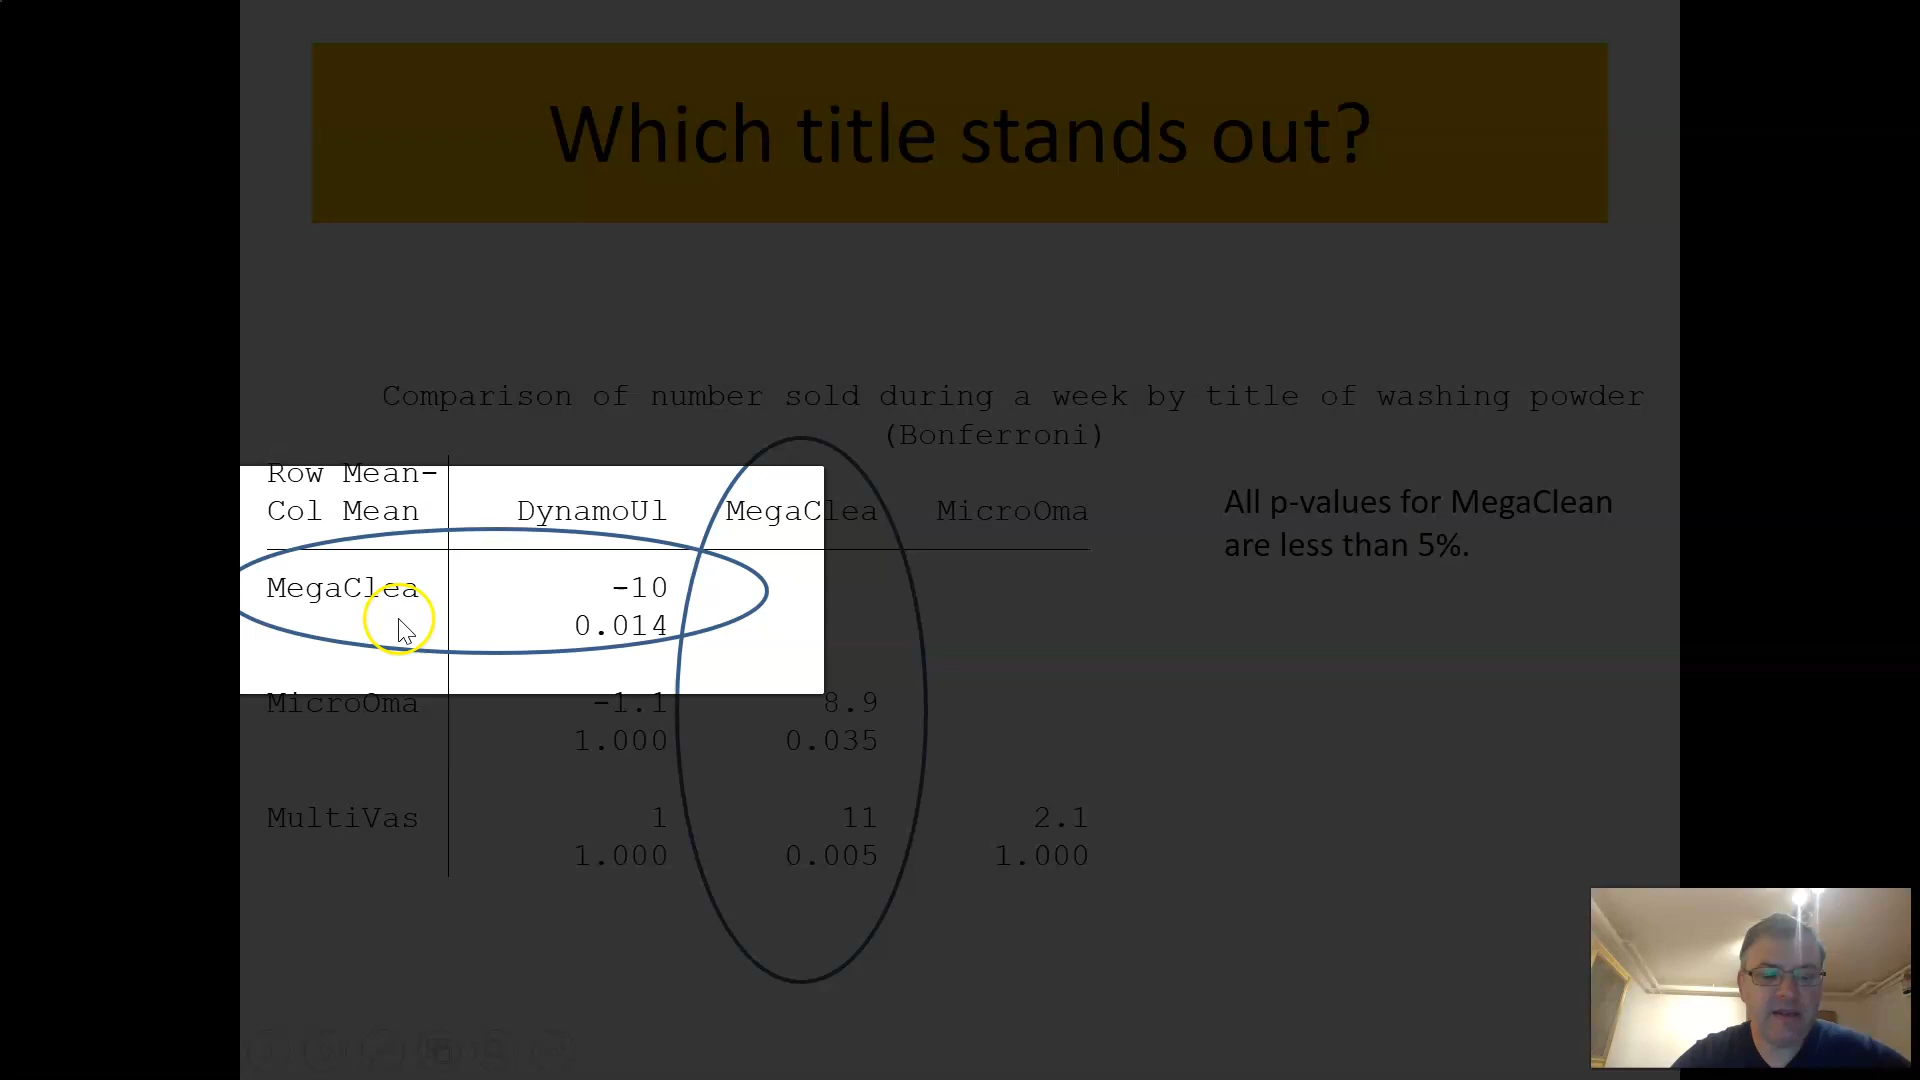 Which title stands out?
Comparison of number sold during a week by title of washing powder
(Bonferroni)
Row Mean-
Col Mean DynamoUl MegaClea MicroOma
MegaClea -10
0.014
MicroOma -1.1 8.9
1.000 0.035
MultiVas 1 11 2.1
1.000 0.005 1.000
All p-values for MegaClean
are less than 5%.